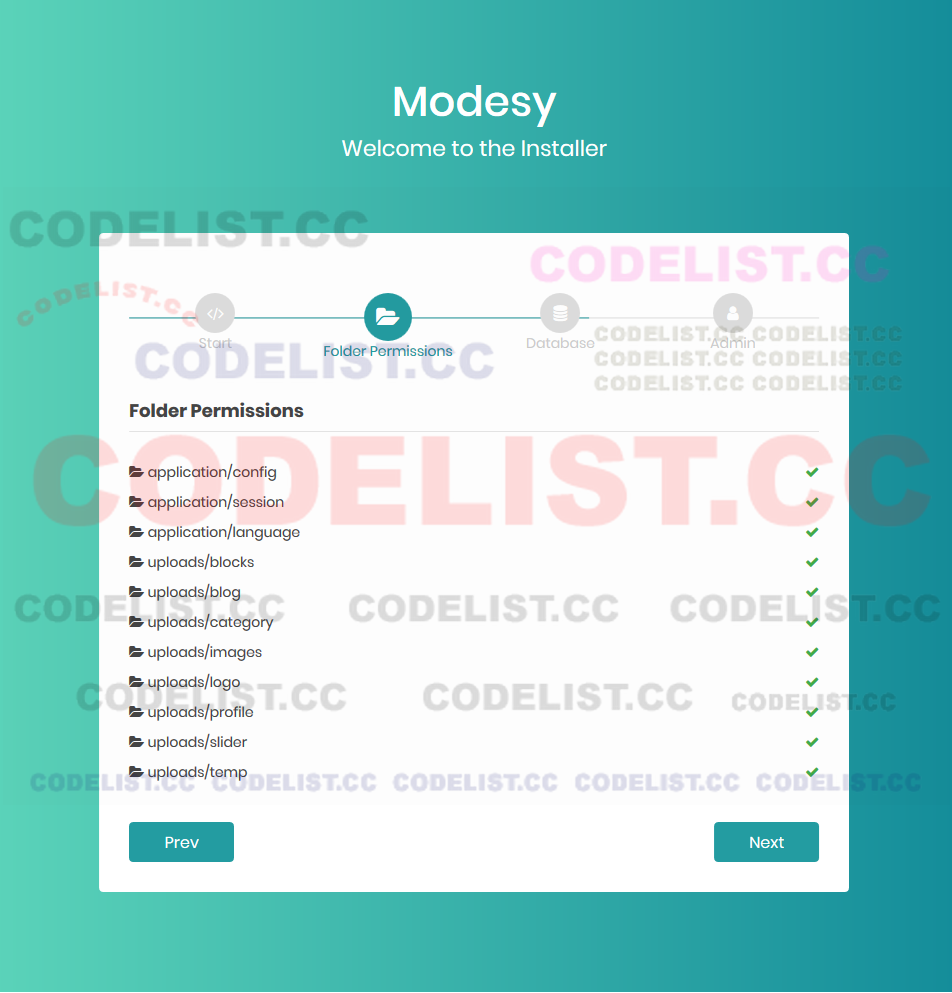 Modesy
Welcome to the Installer
CODELIST.CC
CODELIST.CC
CODELIST.CC
Start
Folder Permissions
Database
Admin
CODELIST.CC CODELIST.CC
CODELIST.CC CODELIST.CC
CODELIST.CC CODELIST.CC
CODELIST.CC
Folder Permissions
CODELIST.CC
application/config
application/session
application/language
uploads/blocks
uploads/blog
CODELIST.CC CODELIST.CC CODELIST.CC
uploads/category
uploads/images
uploads/logo
CODELIST.CC CODELIST.CC CODELIST.CC
uploads/profile
uploads/slider
uploads/temp
CODELIST.CC CODELIST.CC CODELIST.CC CODELIST.CC CODELIST.CC
Prev
Next